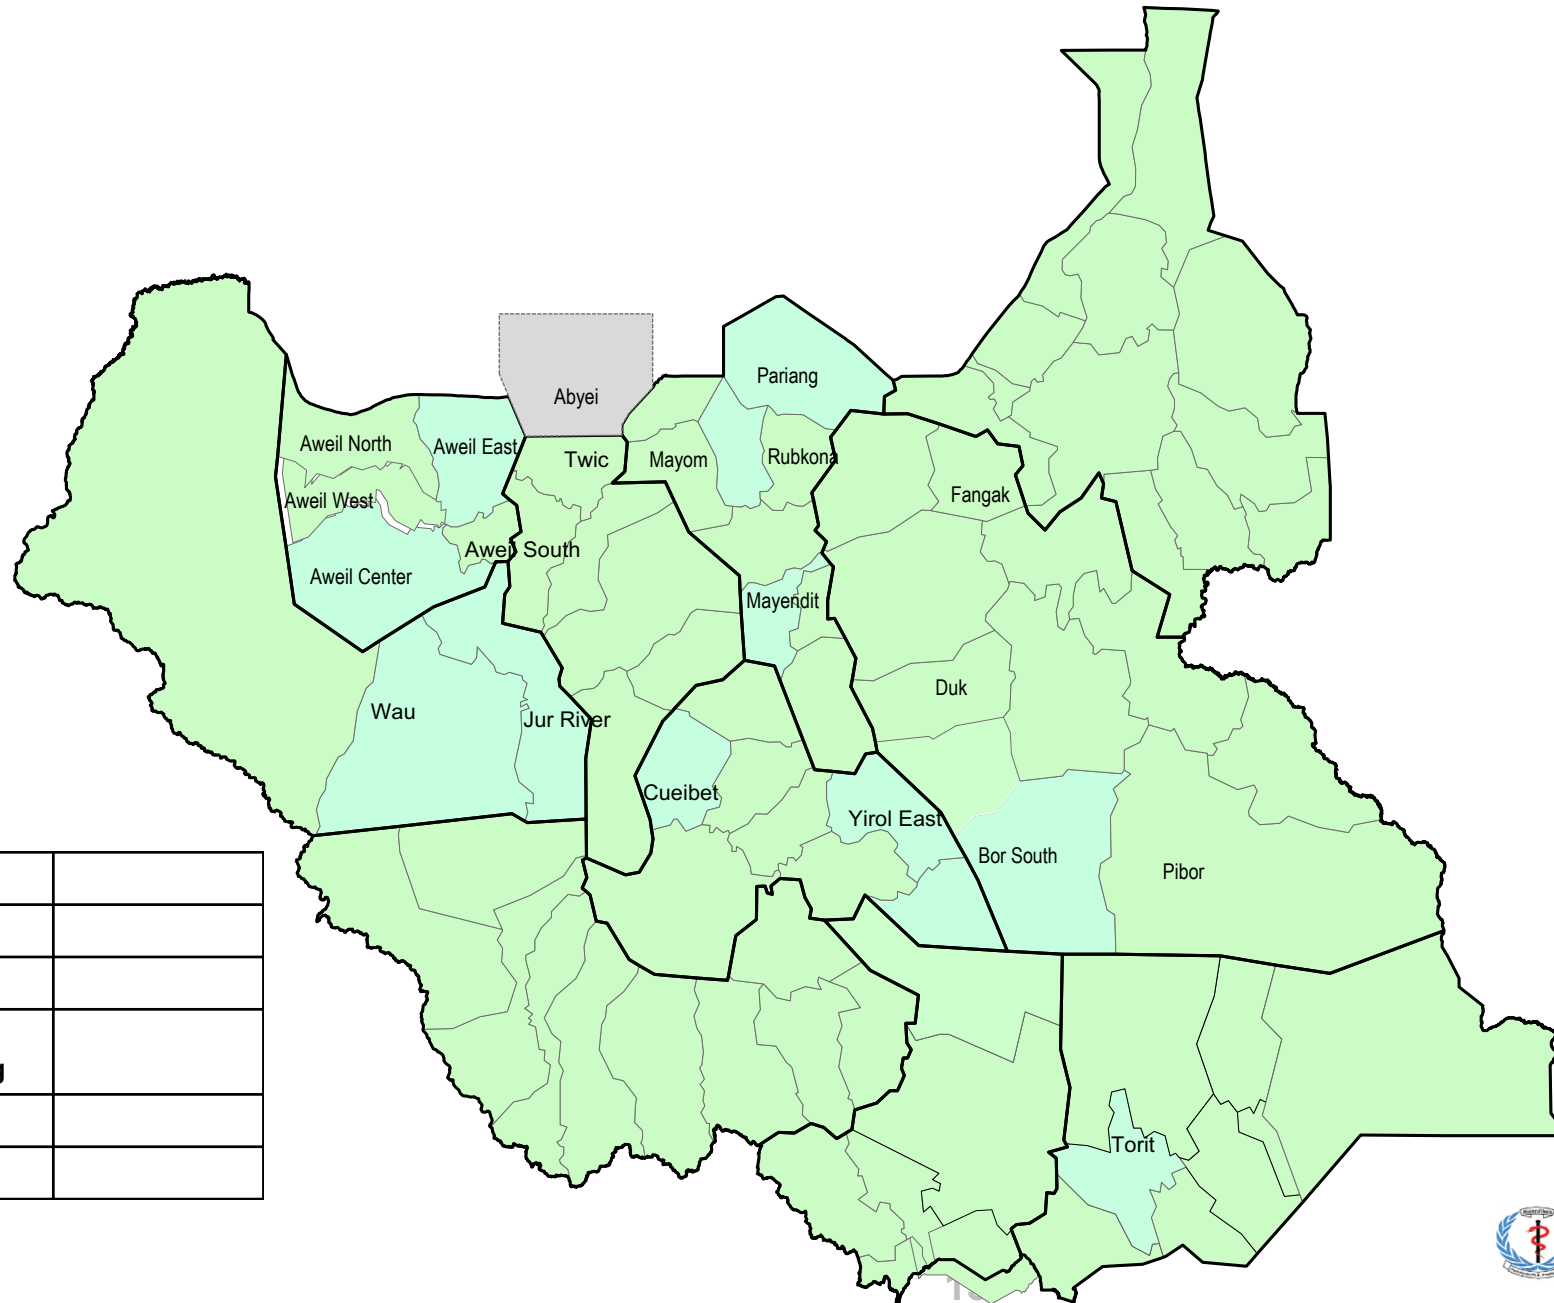 Pariang
Abyei
Aweil North
Aweil East
Twic
Mayom
Rubkona
Aweil West
Fangak
Aweil South
Aweil Center
Mayendit
Duk
Wau
Jur River
Cueibet
Yirol East
Bor South
Pibor
g
Torit